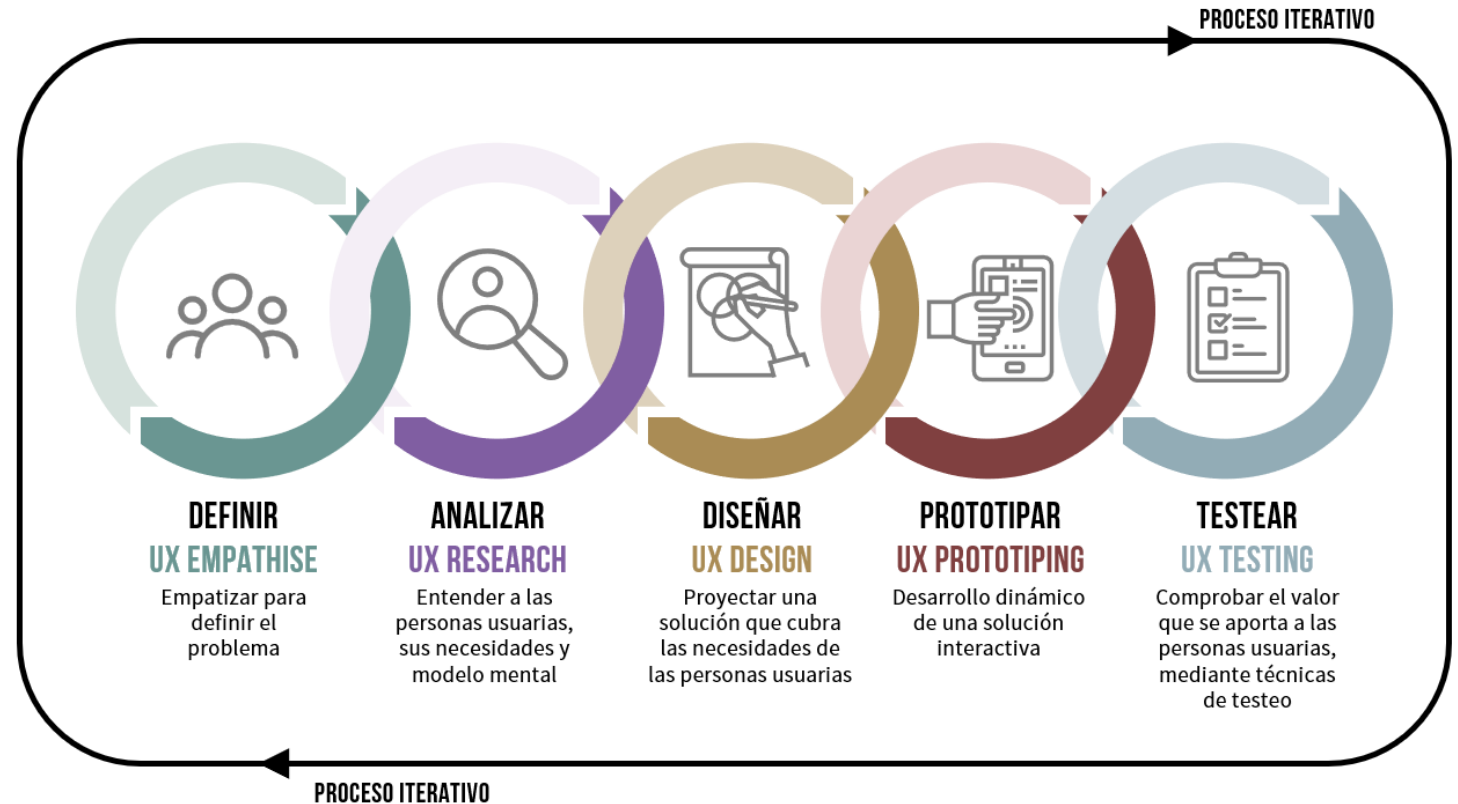 PROCESO ITERATIVO
DEFINIR
UX EMPATHISE
Empatizar para
definir el
problema
ANALIZAR
UX RESEARCH
Entender a las
personas usuarias,
sus necesidades y
modelo mental
DISEÑAR
UX DESIGN
Proyectar una
solución que cubra
las necesidades de
las personas usuarias
PROTOTIPAR
UX PROTOTIPING
Desarrollo dinámico
de una solución
interactiva
TESTEAR
UX TESTING
Comprobar el valor
que se aporta a las
personas usuarias,
mediante técnicas
de testeo
PROCESO ITERATIVO